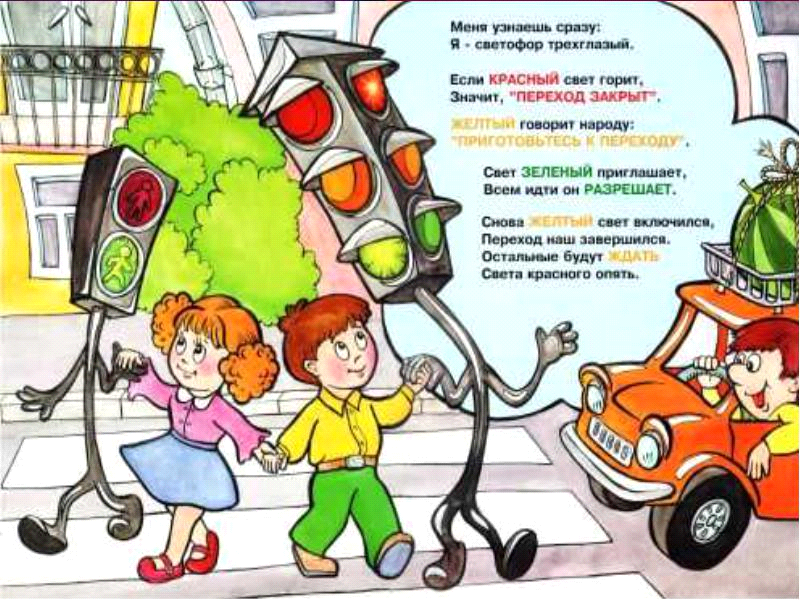 Меня узнаешь сразу:
Я - светофор трехглазый.
Если КРАСНЫЙ свет горит,
Значит, "ПЕРЕХОД ЗАКРЫТ".
ЖЕЛТЫЙ говорит народу:
"ПРИГОТОВЬТЕСЬ К ПЕРЕХОДУ".
Свет ЗЕЛЕНЫЙ приглашает,
Всем идти он РАЗРЕШАЕТ.
Снова ЖЕЛТЫЙ свет включился,
Переход наш завершился.
Остальные будут ЖДАТЬ
Света красного опять.